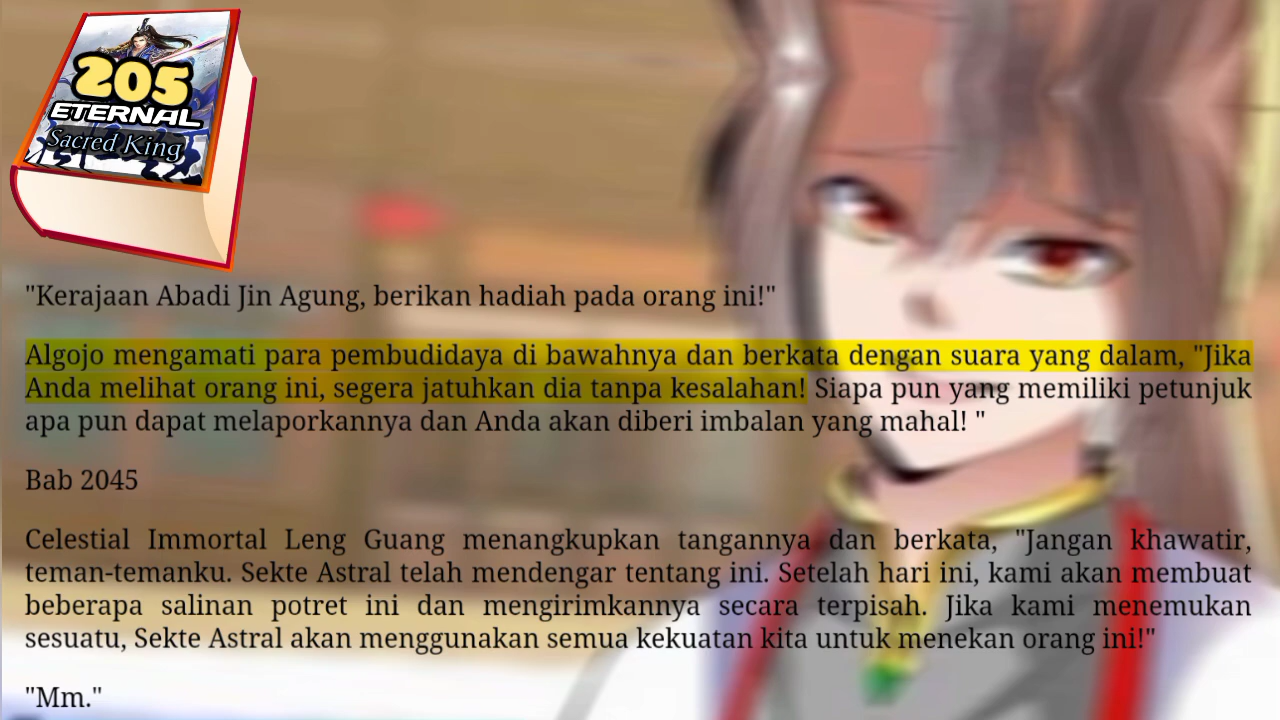 205
ETERNAL
Sacred King
"Kerajaan Abadi Jin Agung, berikan hadiah pada orang ini!"
Algojo mengamati para pembudidaya di bawahnya dan berkata dengan suara yang dalam, "Jika
Anda melihat orang ini, segera jatuhkan dia tanpa kesalahan! Siapa pun yang memiliki petunjuk
apa pun dapat melaporkannya dan Anda akan diberi imbalan yang mahal! "
Bab 2045
Celestial Immortal Leng Guang menangkupkan tangannya dan berkata, "Jangan khawatir,
teman-temanku. Sekte Astral telah mendengar tentang ini. Setelah hari ini, kami akan membuat
beberapa salinan potret ini dan mengirimkannya secara terpisah. Jika kami menemukan
sesuatu, Sekte Astral akan menggunakan semua kekuatan kita untuk menekan orang ini!"
"Mm."